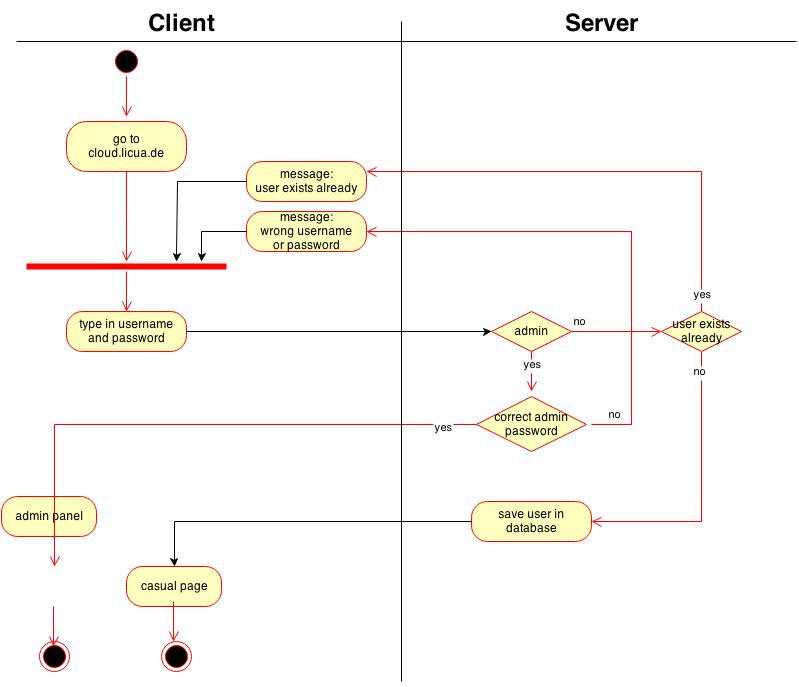 Client
Server
go to
cloud.licua.de
message:
user exists already
message:
wrong username
or password
type in username
and password
admin
no
yes
user exists
already
yes
no
correct admin
password
no
yes
admin panel
save user in
database
casual page